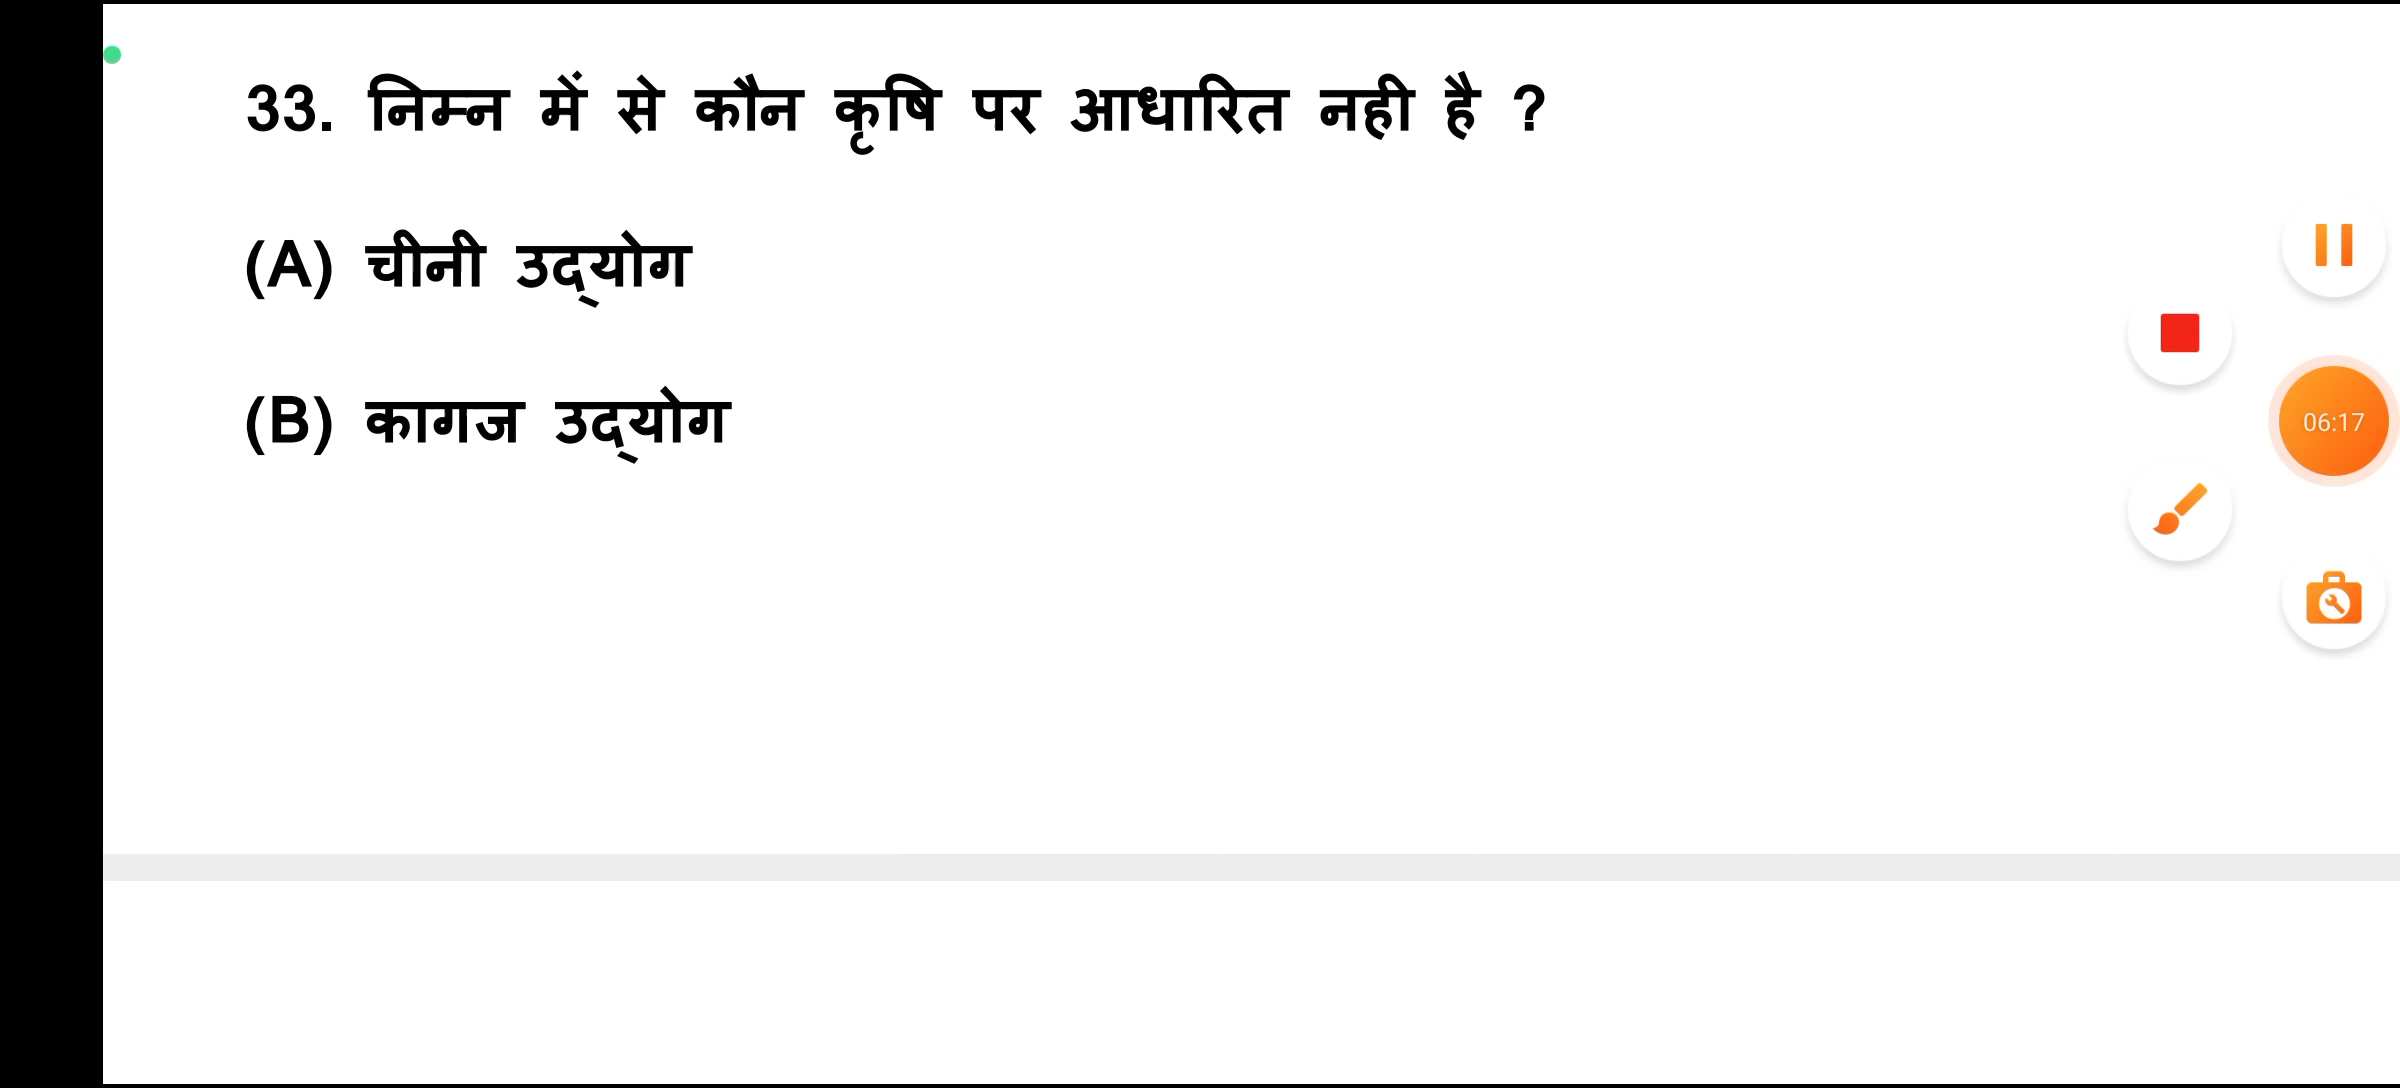 33. निम्न में से कौन कृषि पर आधारित नही है ?
(A) चीनी उद्‌योग
(B) कागज उद्‌योग
06:17